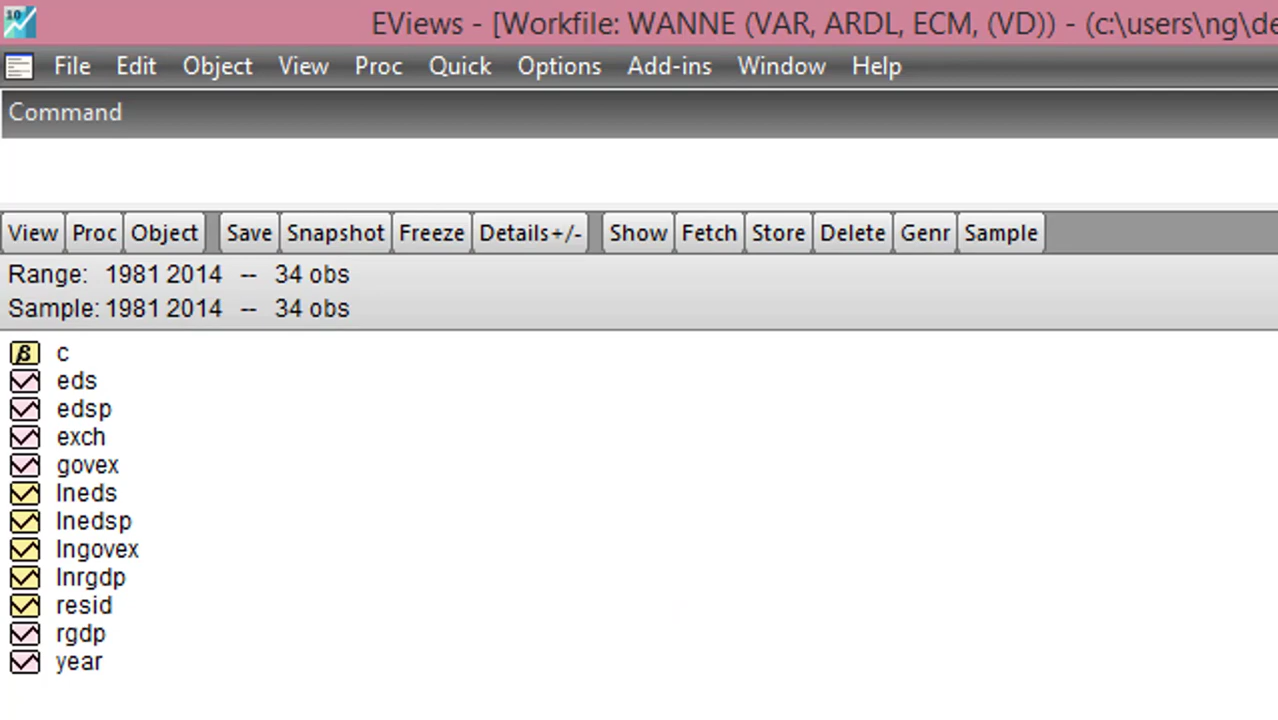 10
EViews - [Workfile: WANNE (VAR, ARDL, ECM, (VD)) - (c:\users\ng\de
File Edit Object View Proc Quick Options Add-ins Window Help
Command
View Proc Object Save Snapshot Freeze Details+/- Show Fetch Store Delete Genr Sample
Range: 1981 2014 -- 34 obs
Sample: 1981 2014 -- 34 obs
β c
eds
edsp
exch
govex
lneds
lnedsp
lngovex
lnrgdp
resid
rgdp
year